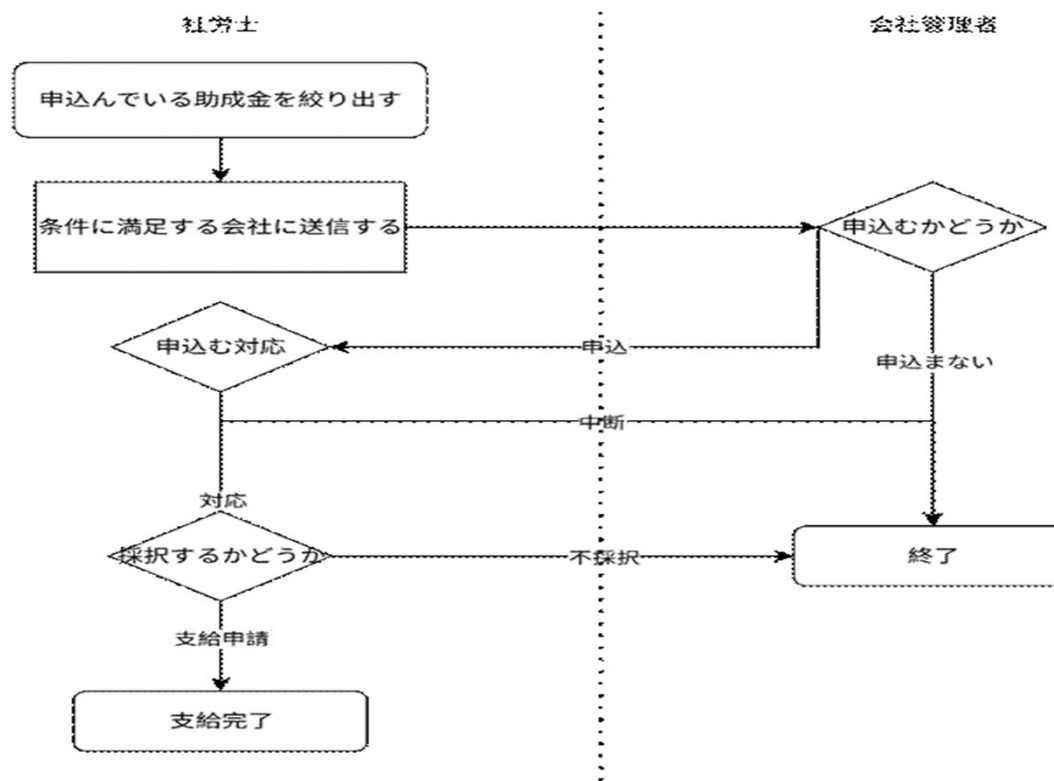 社労士
会社管理者
申込んでいる助成金を絞り出す
条件に満足する会社に送信する
申込むかどうか
申込む対応
申込
申込まない
中断
対応
採択するかどうか
不採択
終了
支給申請
支給完了